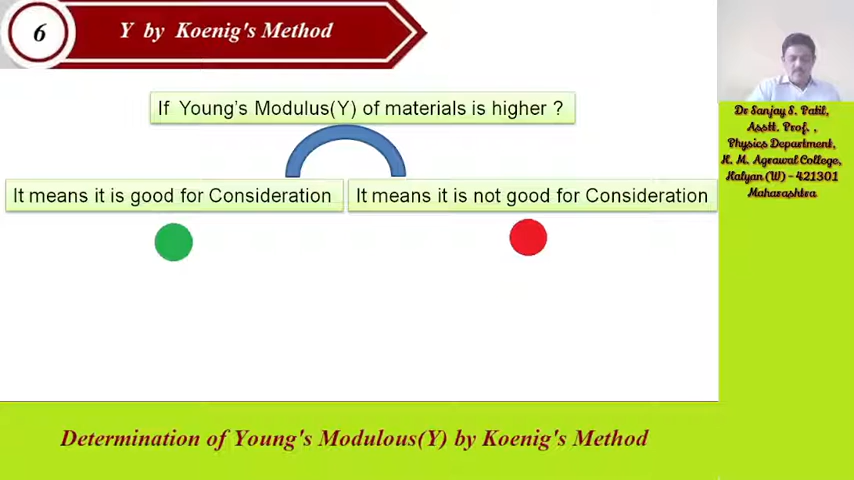 6
Y by Koenig's Method
If Young's Modulus(Y) of materials is higher ?
It means it is good for Consideration
It means it is not good for Consideration
Dr Sanjay S. Patil,
Asstt. Prof. ,
Physics Department,
K. M. Agrawal College,
Kalyan (W) - 421301
Maharashtra
Determination of Young's Modulous(Y) by Koenig's Method